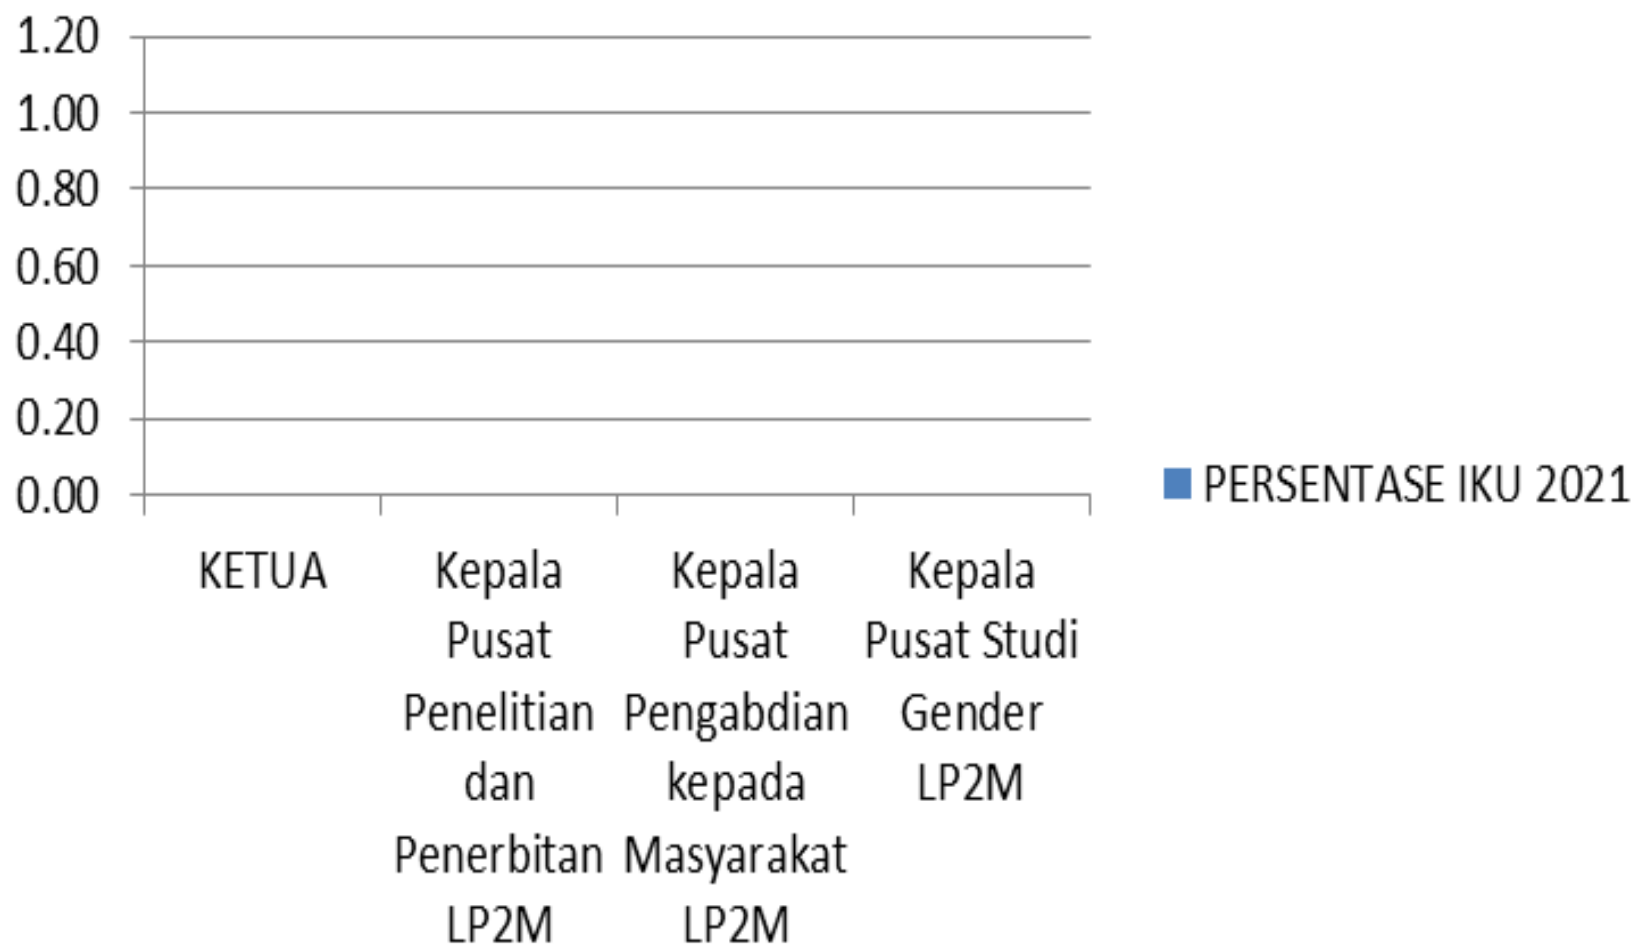 1.20
1.00
0.80
0.60
0.40
0.20
0.00
PERSENTASE IKU 2021
KETUA
Kepala
Pusat
Penelitian
dan
Penerbitan
LP2M
Kepala
Pusat
Pengabdian
kepada
Masyarakat
LP2M
Kepala
Pusat Studi
Gender
LP2M